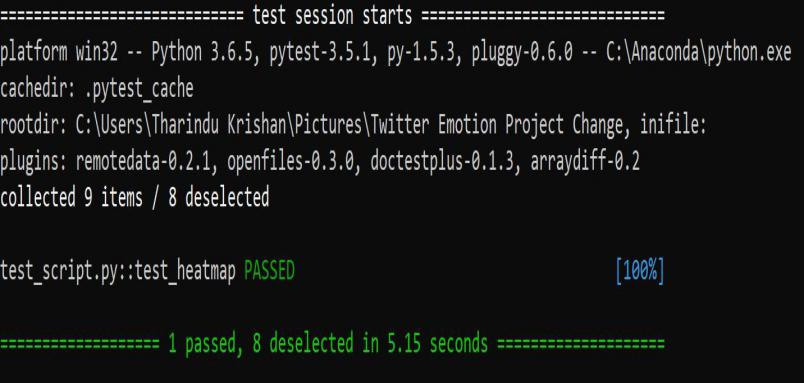 =========================== test session starts ===========================
platform win32 -- Python 3.6.5, pytest-3.5.1, py-1.5.3, pluggy-0.6.0 -- C:\Anaconda\python.exe
cachedir: .pytest_cache
rootdir: C:\Users\Tharindu Krishan\Pictures\Twitter Emotion Project Change, inifile:
plugins: remotedata-0.2.1, openfiles-0.3.0, doctestplus-0.1.3, arraydiff-0.2
collected 9 items / 8 deselected
test_script.py::test_heatmap PASSED [100%]
=================== 1 passed, 8 deselected in 5.15 seconds ====================